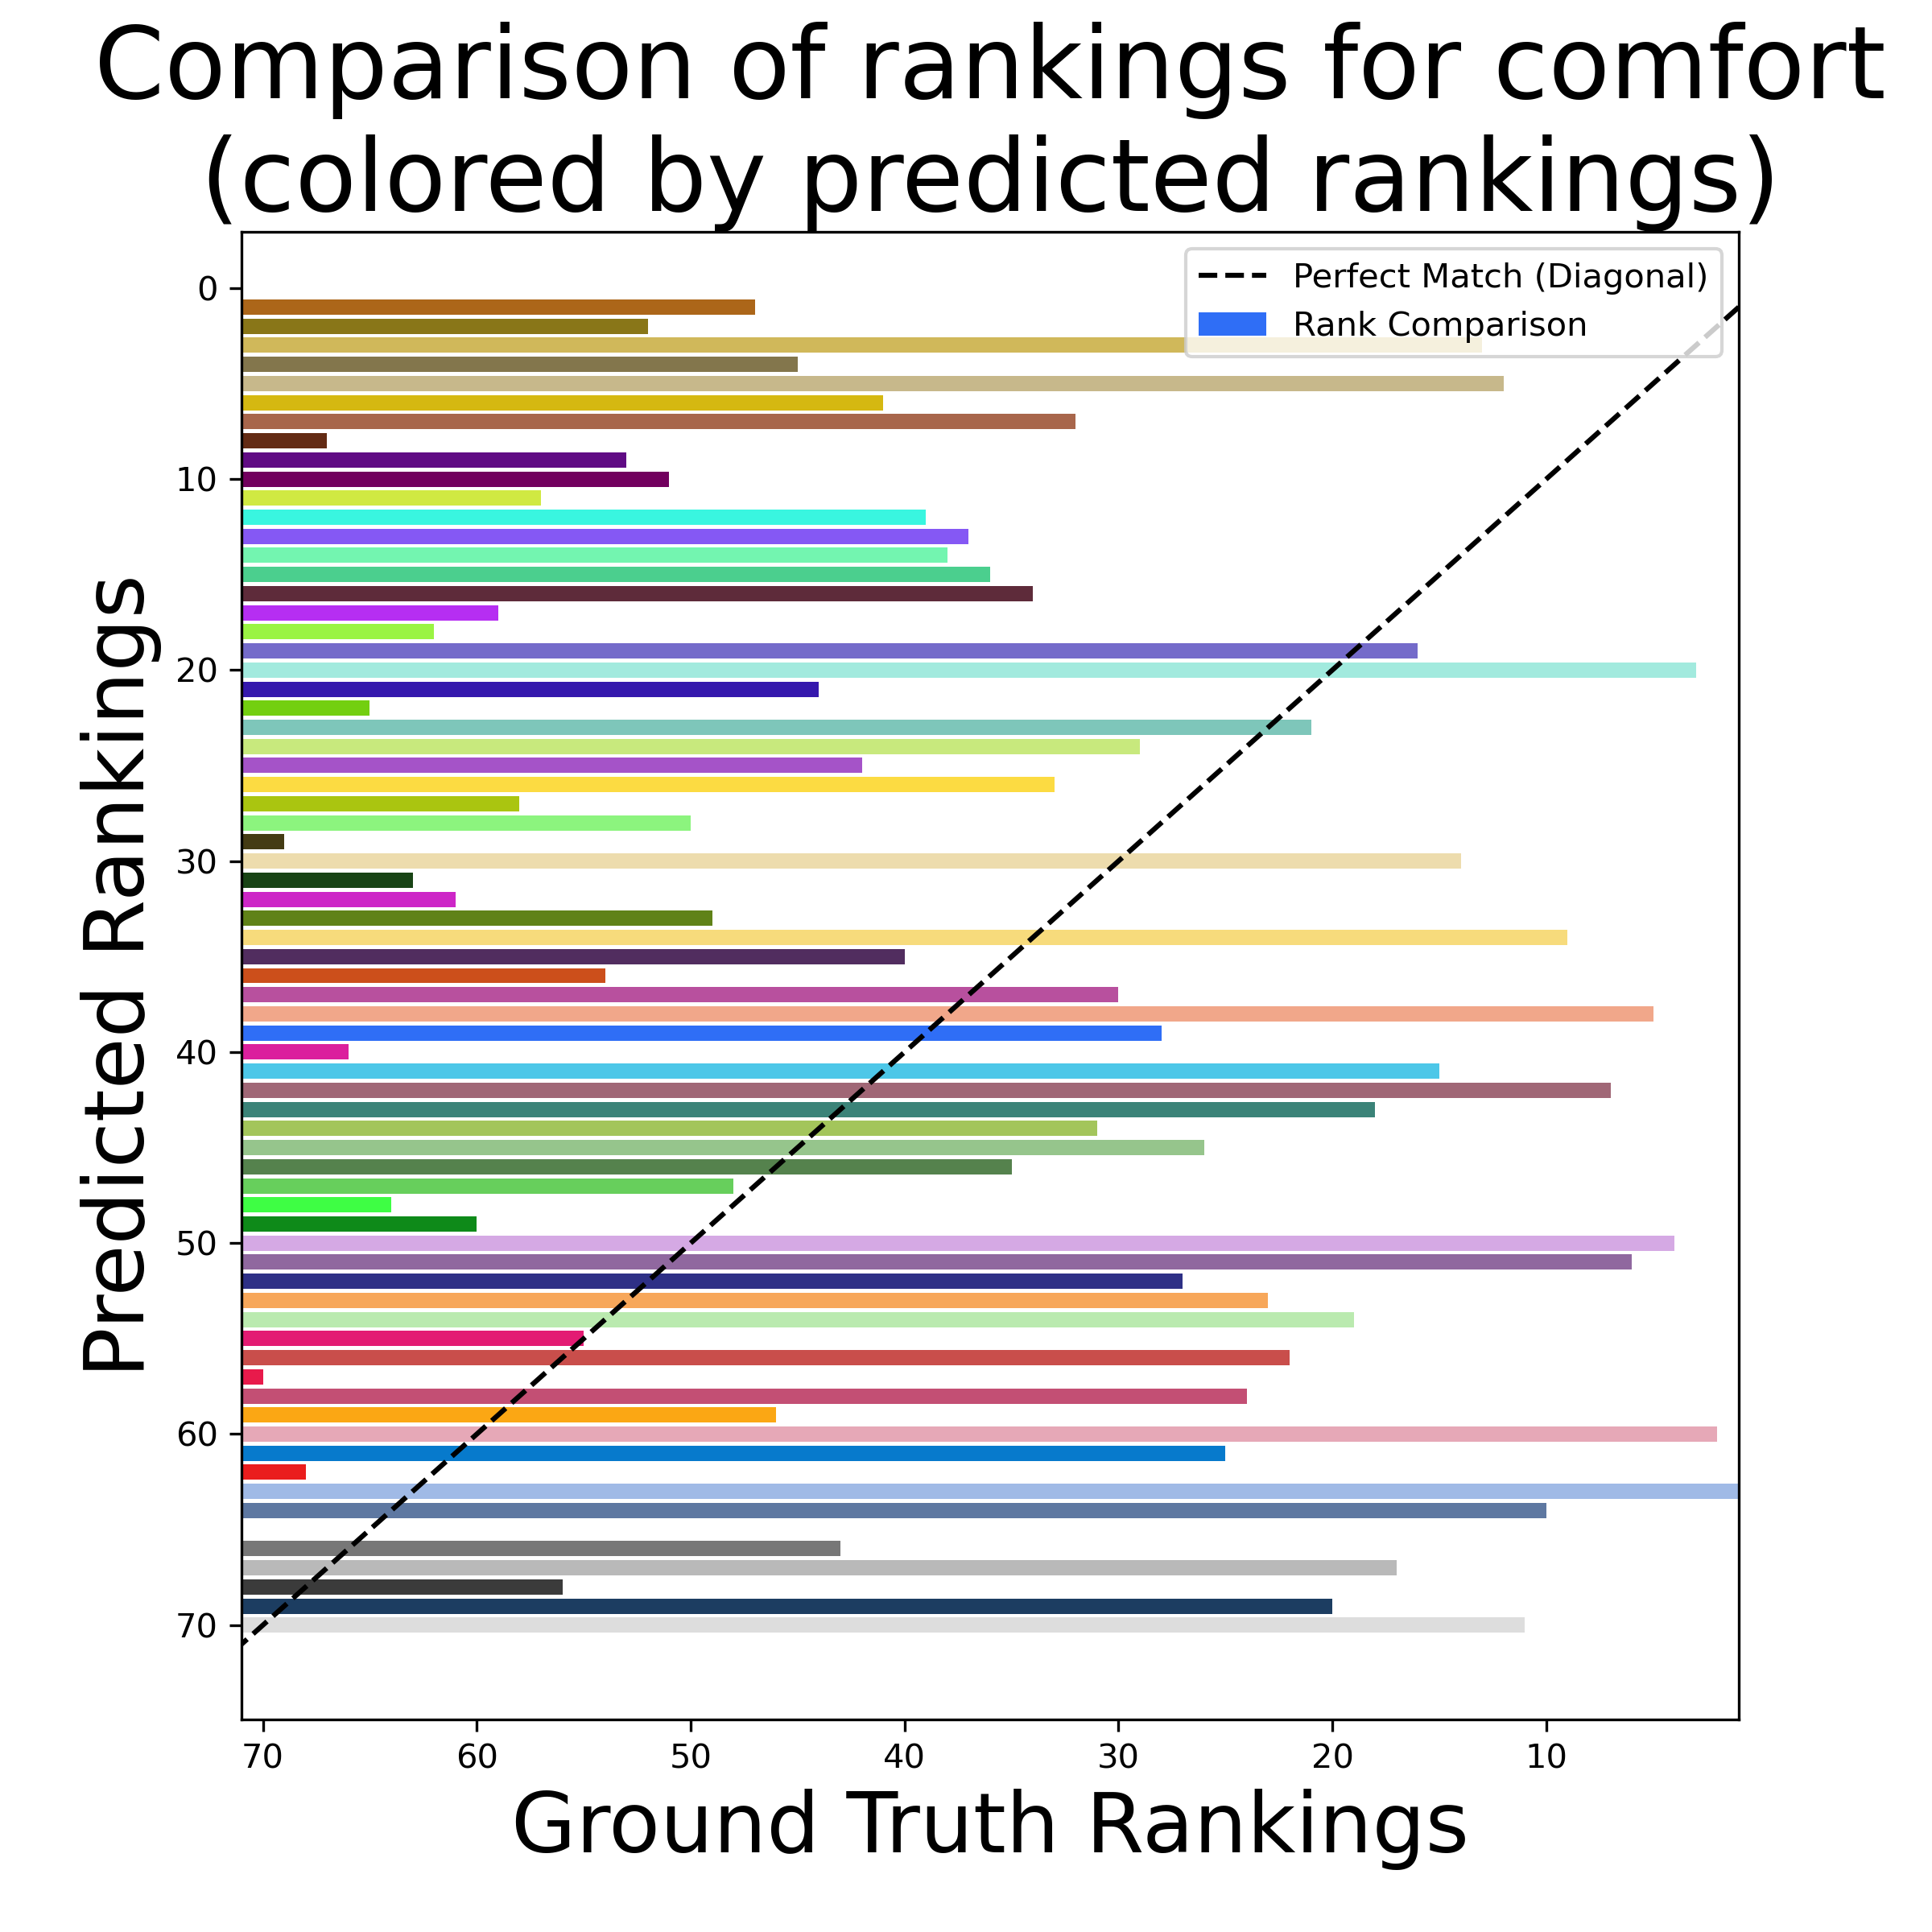 Comparison of rankings for comfort
(colored by predicted rankings)
Perfect Match (Diagonal)
Rank Comparison
Predicted Rankings
0
10
20
30
40
50
60
70
70 60 50 40 30 20 10
Ground Truth Rankings